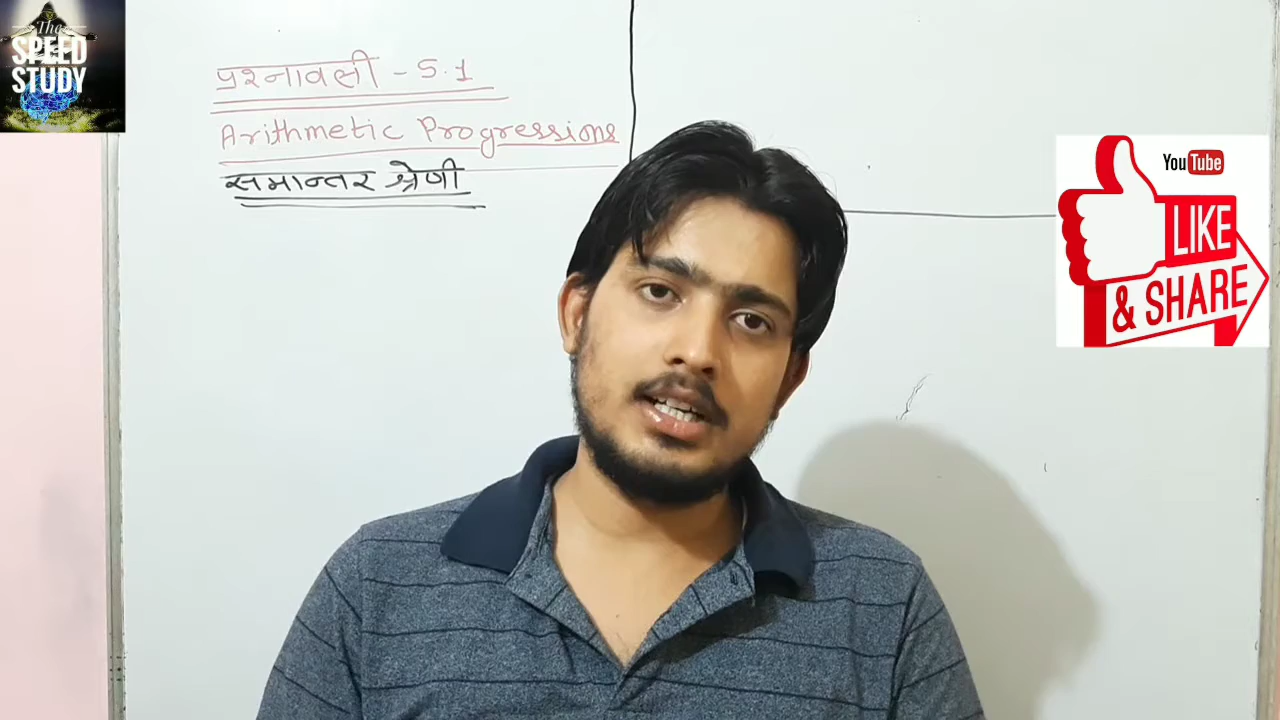 The
SPEED
STUDY
प्रश्नावली - 5.1
Arithmetic Progressions
समान्तर श्रेणी
YouTube
LIKE
& SHARE